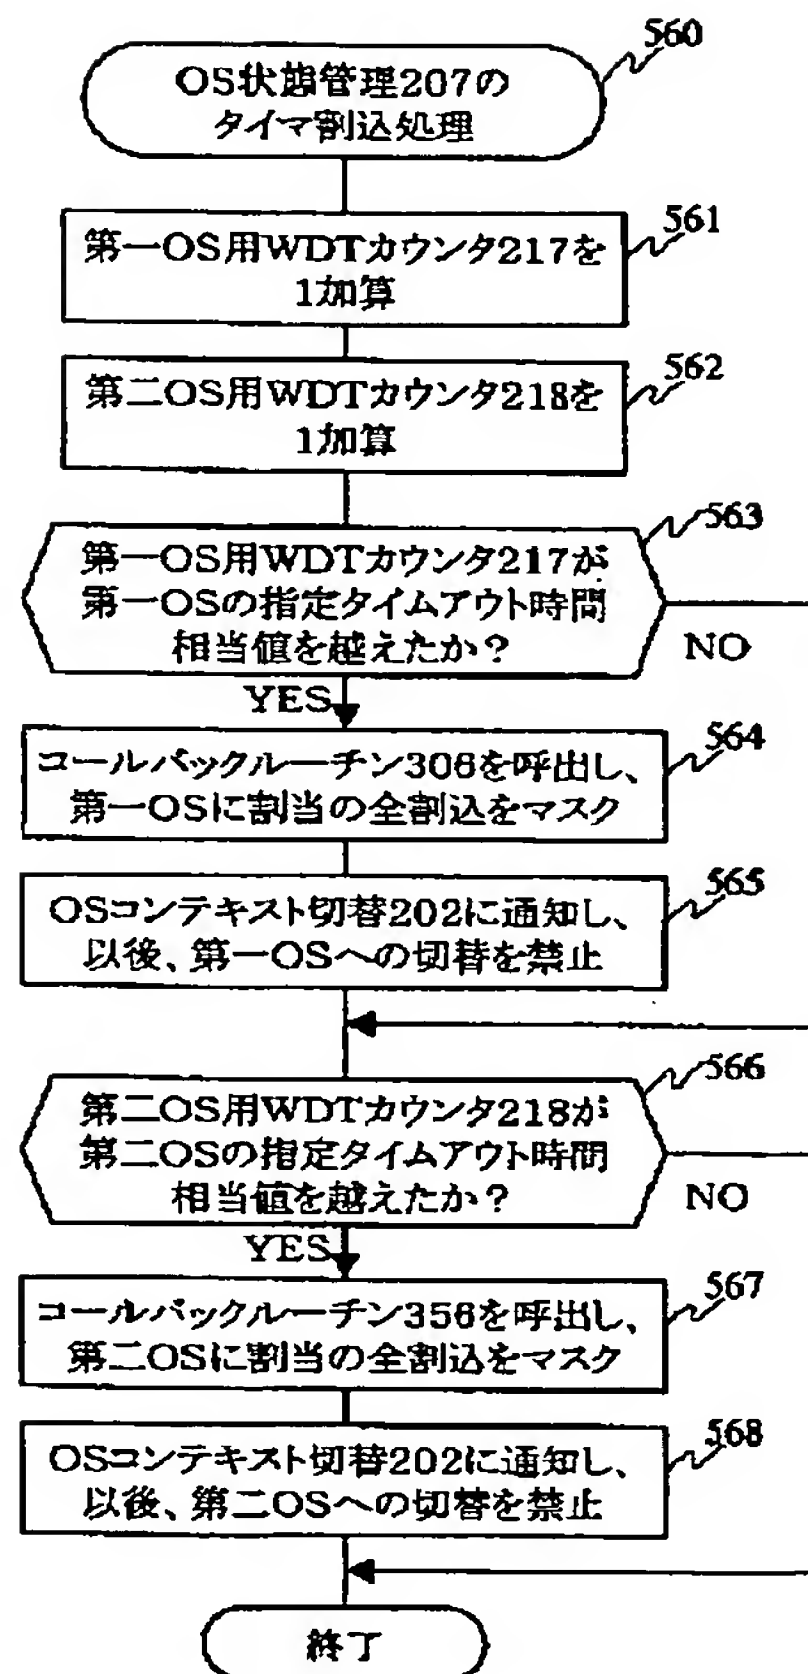 560
OS状態管理207の
タイマ割込処理
561
第一OS用WDTカウンタ217を
1加算
562
第二OS用WDTカウンタ218を
1加算
563
第一OS用WDTカウンタ217が
第一OSの指定タイムアウト時間
相当値を越えたか?
NO
YES
564
コールバックルーチン306を呼出し、
第一OSに割当の全割込をマスク
565
OSコンテキスト切替202に通知し、
以後、第一OSへの切替を禁止
566
第二OS用WDTカウンタ218が
第二OSの指定タイムアウト時間
相当値を越えたか?
NO
YES
567
コールバックルーチン356を呼出し、
第二OSに割当の全割込をマスク
568
OSコンテキスト切替202に通知し、
以後、第二OSへの切替を禁止
終了